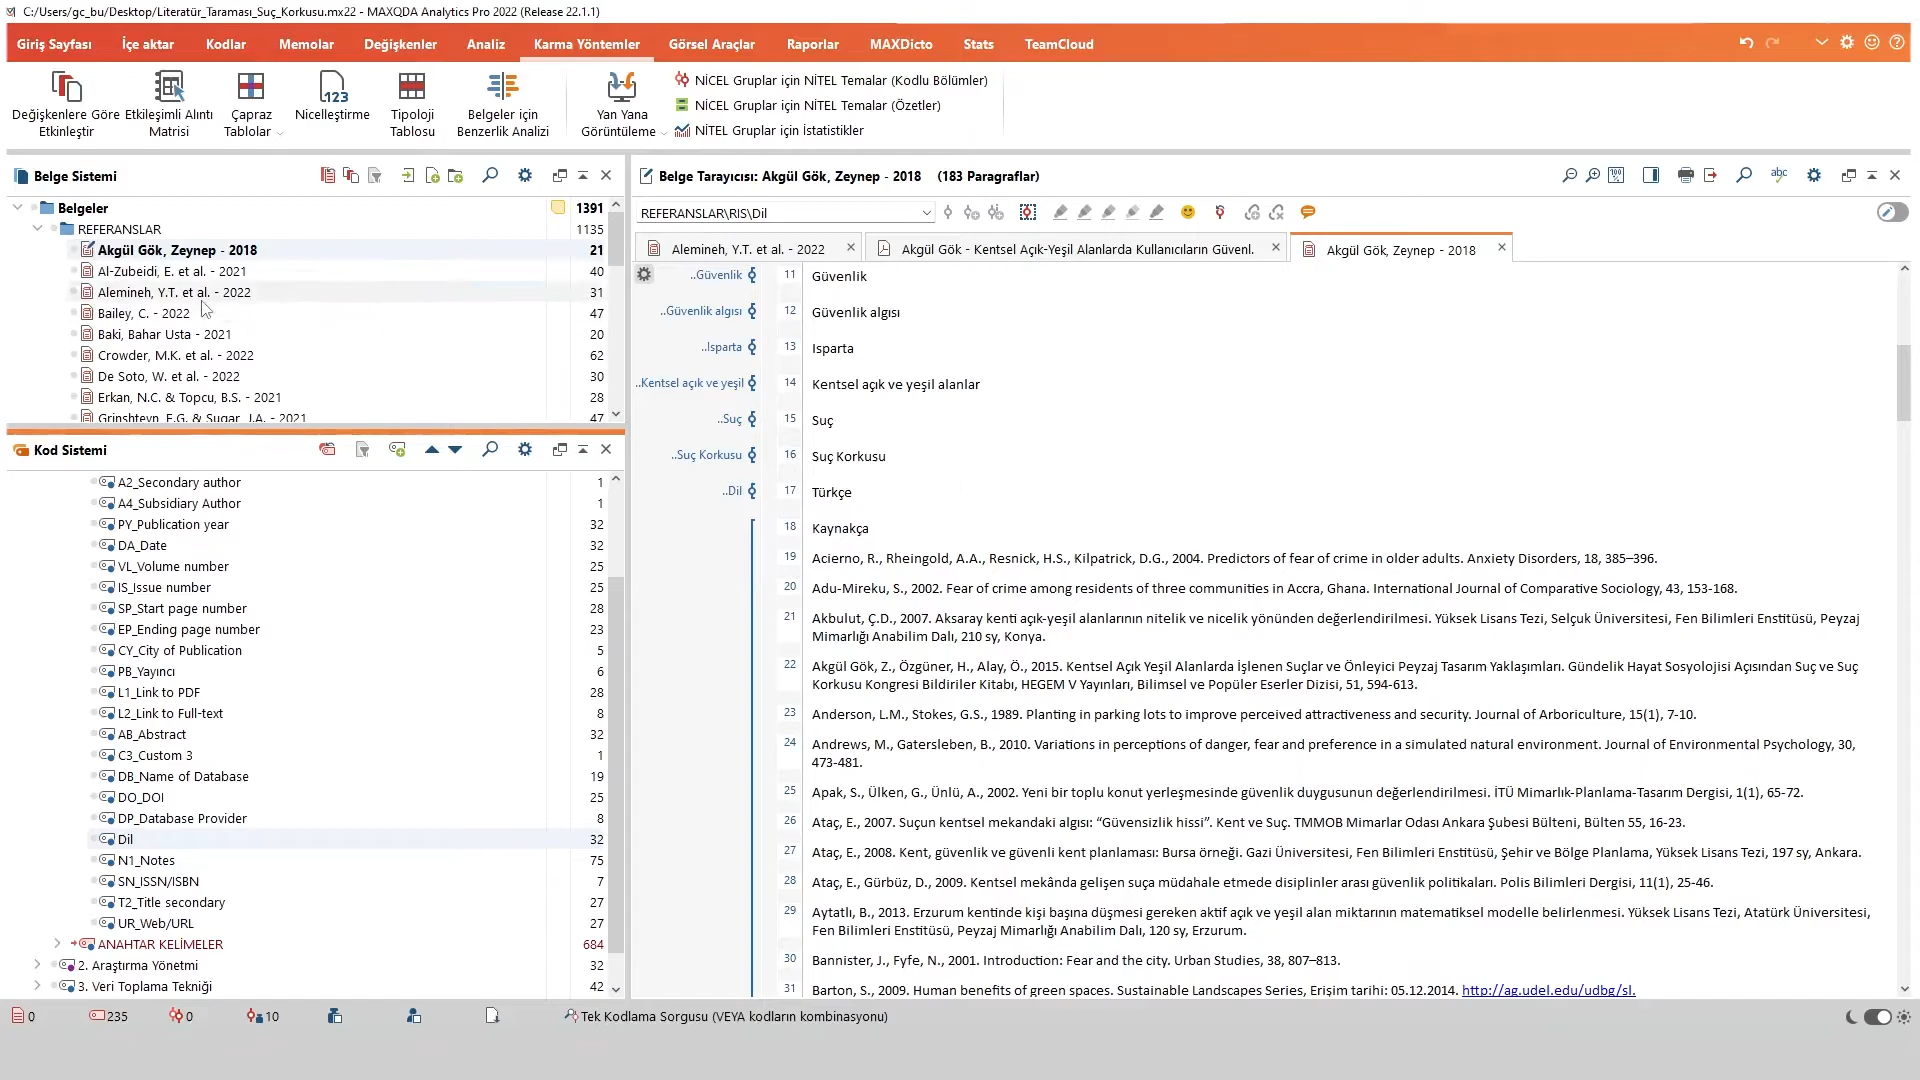 C:/Users/gc_bu/Desktop/Literatür_Taraması_Suç_Korkusu.mx22 - MAXQDA Analytics Pro 2022 (Release 22.1.1)
Giriş Sayfası İçe aktar Kodlar Memolar Değişkenler Analiz Karma Yöntemler Görsel Araçlar Raporlar MAXDicto Stats TeamCloud
Değişkenlere Göre Etkinleştir
Etkileşimli Alıntı Matrisi
Çapraz Tablolar
123
Nicelleştirme
Tipoloji Tablosu
Belgeler için Benzerlik Analizi
Yan Yana Görüntüleme
NİCEL Gruplar için NİTEL Temalar (Kodlu Bölümler)
NİCEL Gruplar için NİTEL Temalar (Özetler)
NİTEL Gruplar için İstatistikler
Belge Sistemi
Belgeler 1391
REFERANSLAR 1135
Akgül Gök, Zeynep - 2018 21
Al-Zubeidi, E. et al. - 2021 40
Alemineh, Y.T. et al. - 2022 31
Bailey, C. - 2022 47
Baki, Bahar Usta - 2021 20
Crowder, M.K. et al. - 2022 62
De Soto, W. et al. - 2022 30
Erkan, N.C. & Topcu, B.S. - 2021 28
Grinshteyn, E.G. & Sugar, J.A. - 2021 47
Kod Sistemi
A2_Secondary author 1
A4_Subsidiary Author 1
PY_Publication year 32
DA_Date 32
VL_Volume number 25
IS_Issue number 25
SP_Start page number 28
EP_Ending page number 23
CY_City of Publication 5
PB_Yayıncı 6
L1_Link to PDF 28
L2_Link to Full-text 8
AB_Abstract 32
C3_Custom 3 1
DB_Name of Database 19
DO_DOI 25
DP_Database Provider 8
Dil 32
N1_Notes 75
SN_ISSN/ISBN 7
T2_Title secondary 27
UR_Web/URL 27
ANAHTAR KELİMELER 684
2. Araştırma Yönetmi 32
3. Veri Toplama Tekniği 42
Belge Tarayıcısı: Akgül Gök, Zeynep - 2018 (183 Paragraflar)
100 %
abc
REFERANSLAR\RIS\Dil
Alemineh, Y.T. et al. - 2022
Akgül Gök - Kentsel Açık-Yeşil Alanlarda Kullanıcıların Güvenl.
Akgül Gök, Zeynep - 2018
..Güvenlik 11 Güvenlik
..Güvenlik algısı 12 Güvenlik algısı
..Isparta 13 Isparta
..Kentsel açık ve yeşil 14 Kentsel açık ve yeşil alanlar
..Suç 15 Suç
..Suç Korkusu 16 Suç Korkusu
..Dil 17 Türkçe
18 Kaynakça
19 Acierno, R., Rheingold, A.A., Resnick, H.S., Kilpatrick, D.G., 2004. Predictors of fear of crime in older adults. Anxiety Disorders, 18, 385–396.
20 Adu-Mireku, S., 2002. Fear of crime among residents of three communities in Accra, Ghana. International Journal of Comparative Sociology, 43, 153-168.
21 Akbulut, Ç.D., 2007. Aksaray kenti açık-yeşil alanlarının nitelik ve nicelik yönünden değerlendirilmesi. Yüksek Lisans Tezi, Selçuk Üniversitesi, Fen Bilimleri Enstitüsü, Peyzaj
Mimarlığı Anabilim Dalı, 210 sy, Konya.
22 Akgül Gök, Z., Özgüner, H., Alay, Ö., 2015. Kentsel Açık Yeşil Alanlarda İşlenen Suçlar ve Önleyici Peyzaj Tasarım Yaklaşımları. Gündelik Hayat Sosyolojisi Açısından Suç ve Suç
Korkusu Kongresi Bildiriler Kitabı, HEGEM V Yayınları, Bilimsel ve Popüler Eserler Dizisi, 51, 594-613.
23 Anderson, L.M., Stokes, G.S., 1989. Planting in parking lots to improve perceived attractiveness and security. Journal of Arboriculture, 15(1), 7-10.
24 Andrews, M., Gatersleben, B., 2010. Variations in perceptions of danger, fear and preference in a simulated natural environment. Journal of Environmental Psychology, 30,
473-481.
25 Apak, S., Ülken, G., Ünlü, A., 2002. Yeni bir toplu konut yerleşmesinde güvenlik duygusunun değerlendirilmesi. İTÜ Mimarlık-Planlama-Tasarım Dergisi, 1(1), 65-72.
26 Ataç, E., 2007. Suçun kentsel mekandaki algısı: “Güvensizlik hissi”. Kent ve Suç. TMMOB Mimarlar Odası Ankara Şubesi Bülteni, Bülten 55, 16-23.
27 Ataç, E., 2008. Kent, güvenlik ve güvenli kent planlaması: Bursa örneği. Gazi Üniversitesi, Fen Bilimleri Enstitüsü, Şehir ve Bölge Planlama, Yüksek Lisans Tezi, 197 sy, Ankara.
28 Ataç, E., Gürbüz, D., 2009. Kentsel mekânda gelişen suça müdahale etmede disiplinler arası güvenlik politikaları. Polis Bilimleri Dergisi, 11(1), 25-46.
29 Aytatlı, B., 2013. Erzurum kentinde kişi başına düşmesi gereken aktif açık ve yeşil alan miktarının matematiksel modelle belirlenmesi. Yüksek Lisans Tezi, Atatürk Üniversitesi,
Fen Bilimleri Enstitüsü, Peyzaj Mimarlığı Anabilim Dalı, 120 sy, Erzurum.
30 Bannister, J., Fyfe, N., 2001. Introduction: Fear and the city. Urban Studies, 38, 807–813.
31 Barton, S., 2009. Human benefits of green spaces. Sustainable Landscapes Series, Erişim tarihi: 05.12.2014. http://ag.udel.edu/udbg/sl.
0 235 0 10 Tek Kodlama Sorgusu (VEYA kodların kombinasyonu)